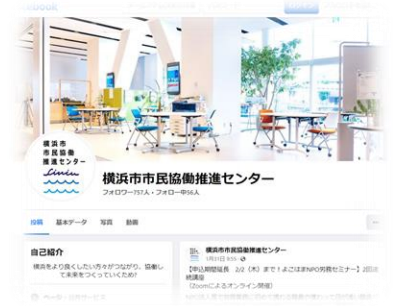 横浜市
市民協働
推進センター
横浜市市民協働推進センター
フォロワー757人・フォロー中56人
投稿 基本データ 写真 動画
自己紹介
横浜をより良くしたい方々がつながり、協働し
て未来をつくっていくため!
横浜市市民協働推進センター
【申込期間延長 2/2(木)まで!よこはまNPO労務セミナー】2回連
続講座
(Zoomによるオンライン開催)